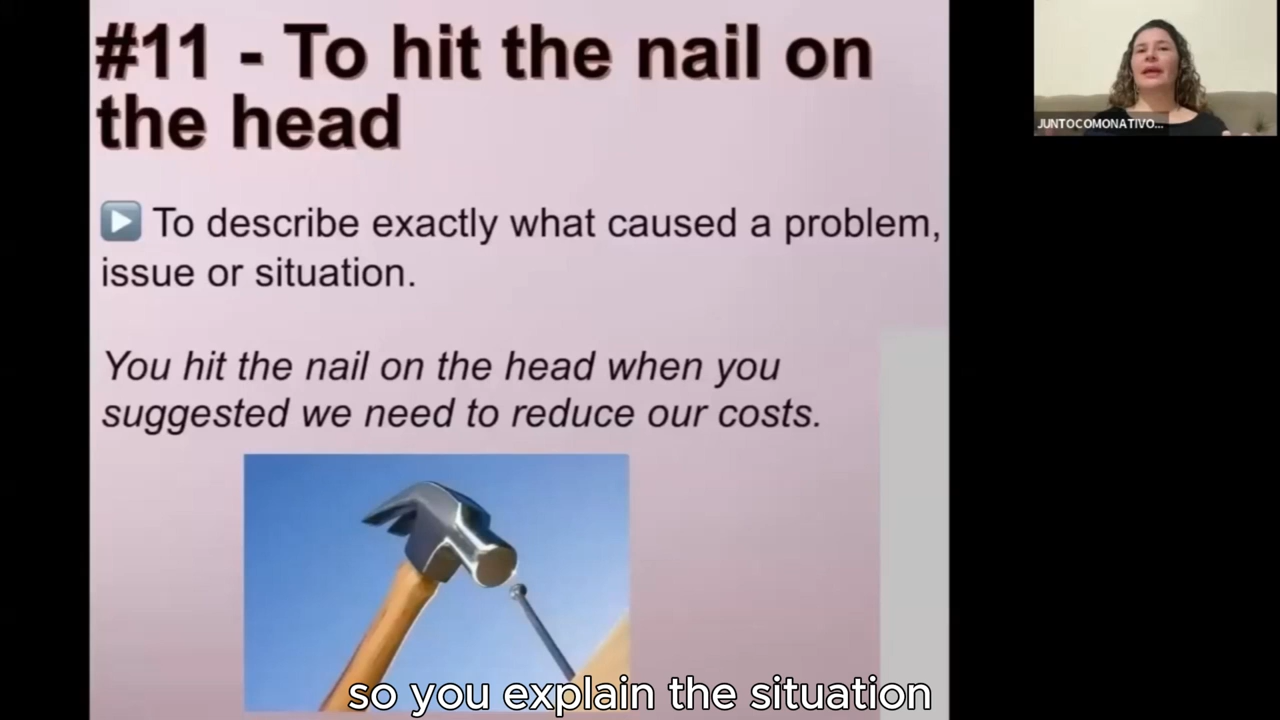 #11 - To hit the nail on
the head
To describe exactly what caused a problem,
issue or situation.
You hit the nail on the head when you
suggested we need to reduce our costs.
JUNTOCOMONATIVO...
so you explain the situation